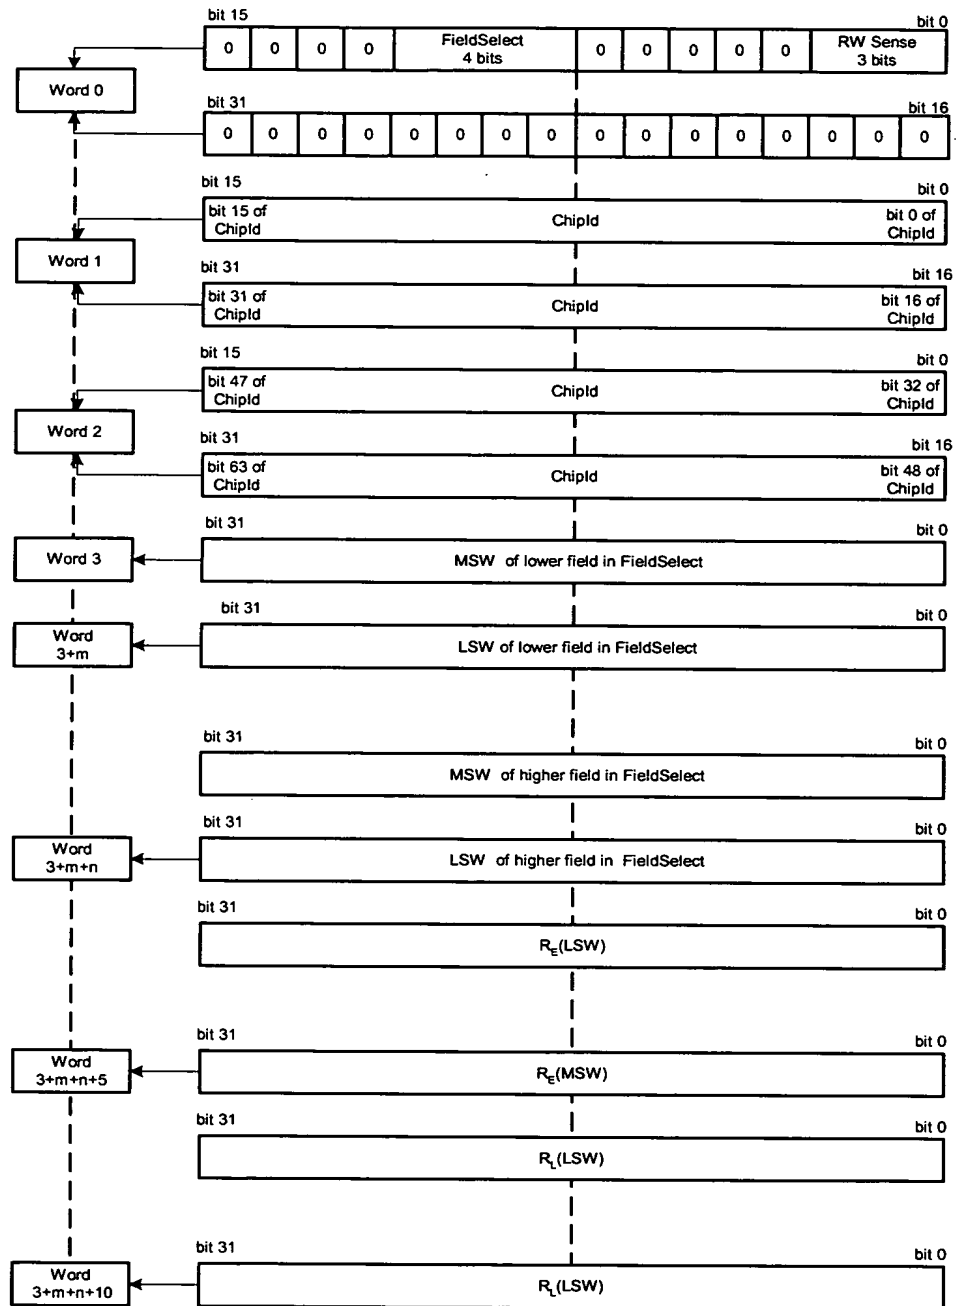 bit 15
bit 0
0 0 0 0 FieldSelect 0 0 0 0 0 RW Sense
4 bits 3 bits
Word 0
bit 31
bit 16
0 0 0 0 0 0 0 0 0 0 0 0 0 0 0 0
bit 15
bit 0
bit 15 of ChipId bit 0 of
ChipId ChipId
Word 1
bit 31
bit 16
bit 31 of ChipId bit 16 of
ChipId ChipId
bit 15
bit 0
bit 47 of ChipId bit 32 of
ChipId ChipId
Word 2
bit 31
bit 16
bit 63 of ChipId bit 48 of
ChipId ChipId
bit 31
bit 0
Word 3
MSW of lower field in FieldSelect
bit 31
bit 0
Word
3+m
LSW of lower field in FieldSelect
bit 31
bit 0
MSW of higher field in FieldSelect
bit 31
bit 0
Word
3+m+n
LSW of higher field in FieldSelect
bit 31
bit 0
RE(LSW)
bit 31
bit 0
Word
3+m+n+5
RE(MSW)
bit 31
bit 0
RL(LSW)
bit 31
bit 0
Word
3+m+n+10
RL(LSW)